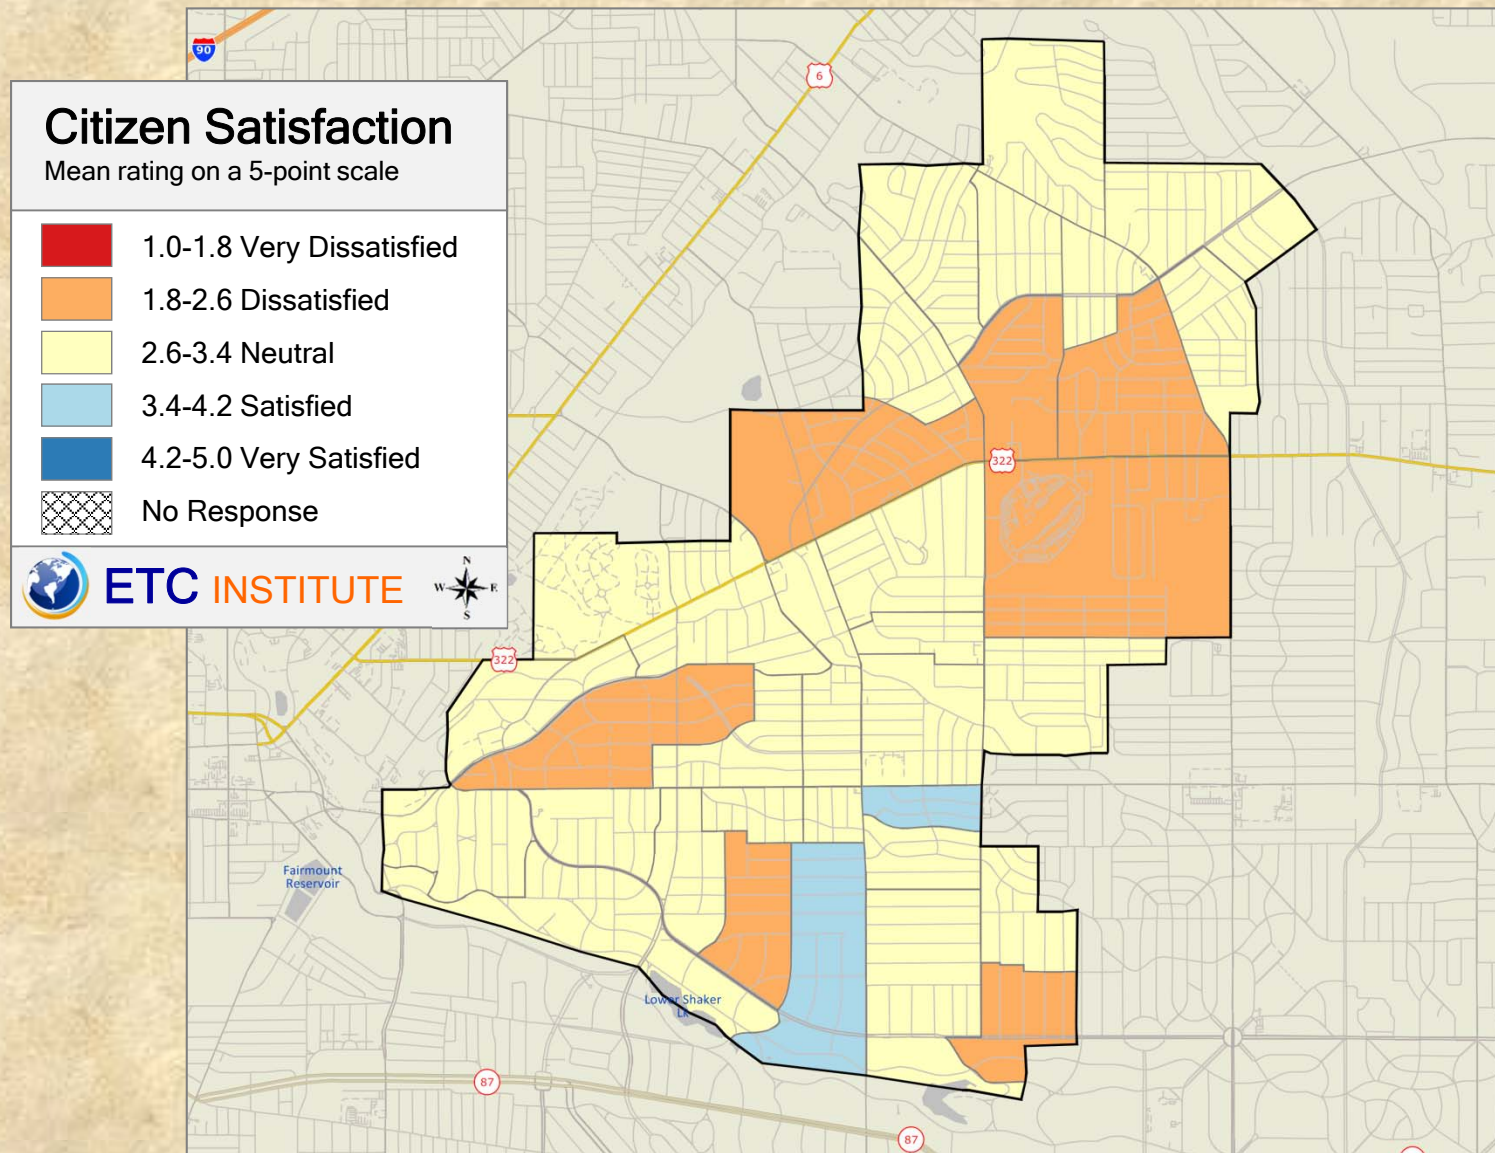 90
6
Citizen Satisfaction
Mean rating on a 5-point scale
1.0-1.8 Very Dissatisfied
1.8-2.6 Dissatisfied
2.6-3.4 Neutral
3.4-4.2 Satisfied
4.2-5.0 Very Satisfied
No Response
ETC INSTITUTE
N
W E
S
322
322
Fairmount
Reservoir
Lower Shaker
Lk
87
87